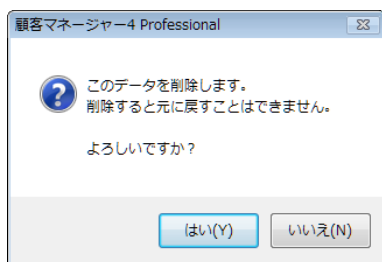 顧客マネージャー4 Professional
このデータを削除します。
削除すると元に戻すことはできません。
よろしいですか？
はい(Y)
いいえ(N)